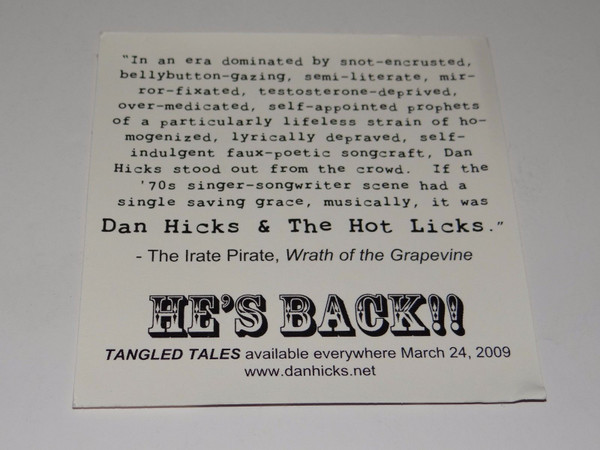 "In an era dominated by snot-encrusted,
bellybutton-gazing, semi-literate, mir-
ror-fixated, testosterone-deprived,
over-medicated, self-appointed prophets
of a particularly lifeless strain of ho-
mogenized, lyrically depraved, self-
indulgent faux-poetic songcraft, Dan
Hicks stood out from the crowd. If the
'70s singer-songwriter scene had a
single saving grace, musically, it was
Dan Hicks & The Hot Licks."
- The Irate Pirate, Wrath of the Grapevine
HE'S BACK!!
TANGLED TALES available everywhere March 24, 2009
www.danhicks.net